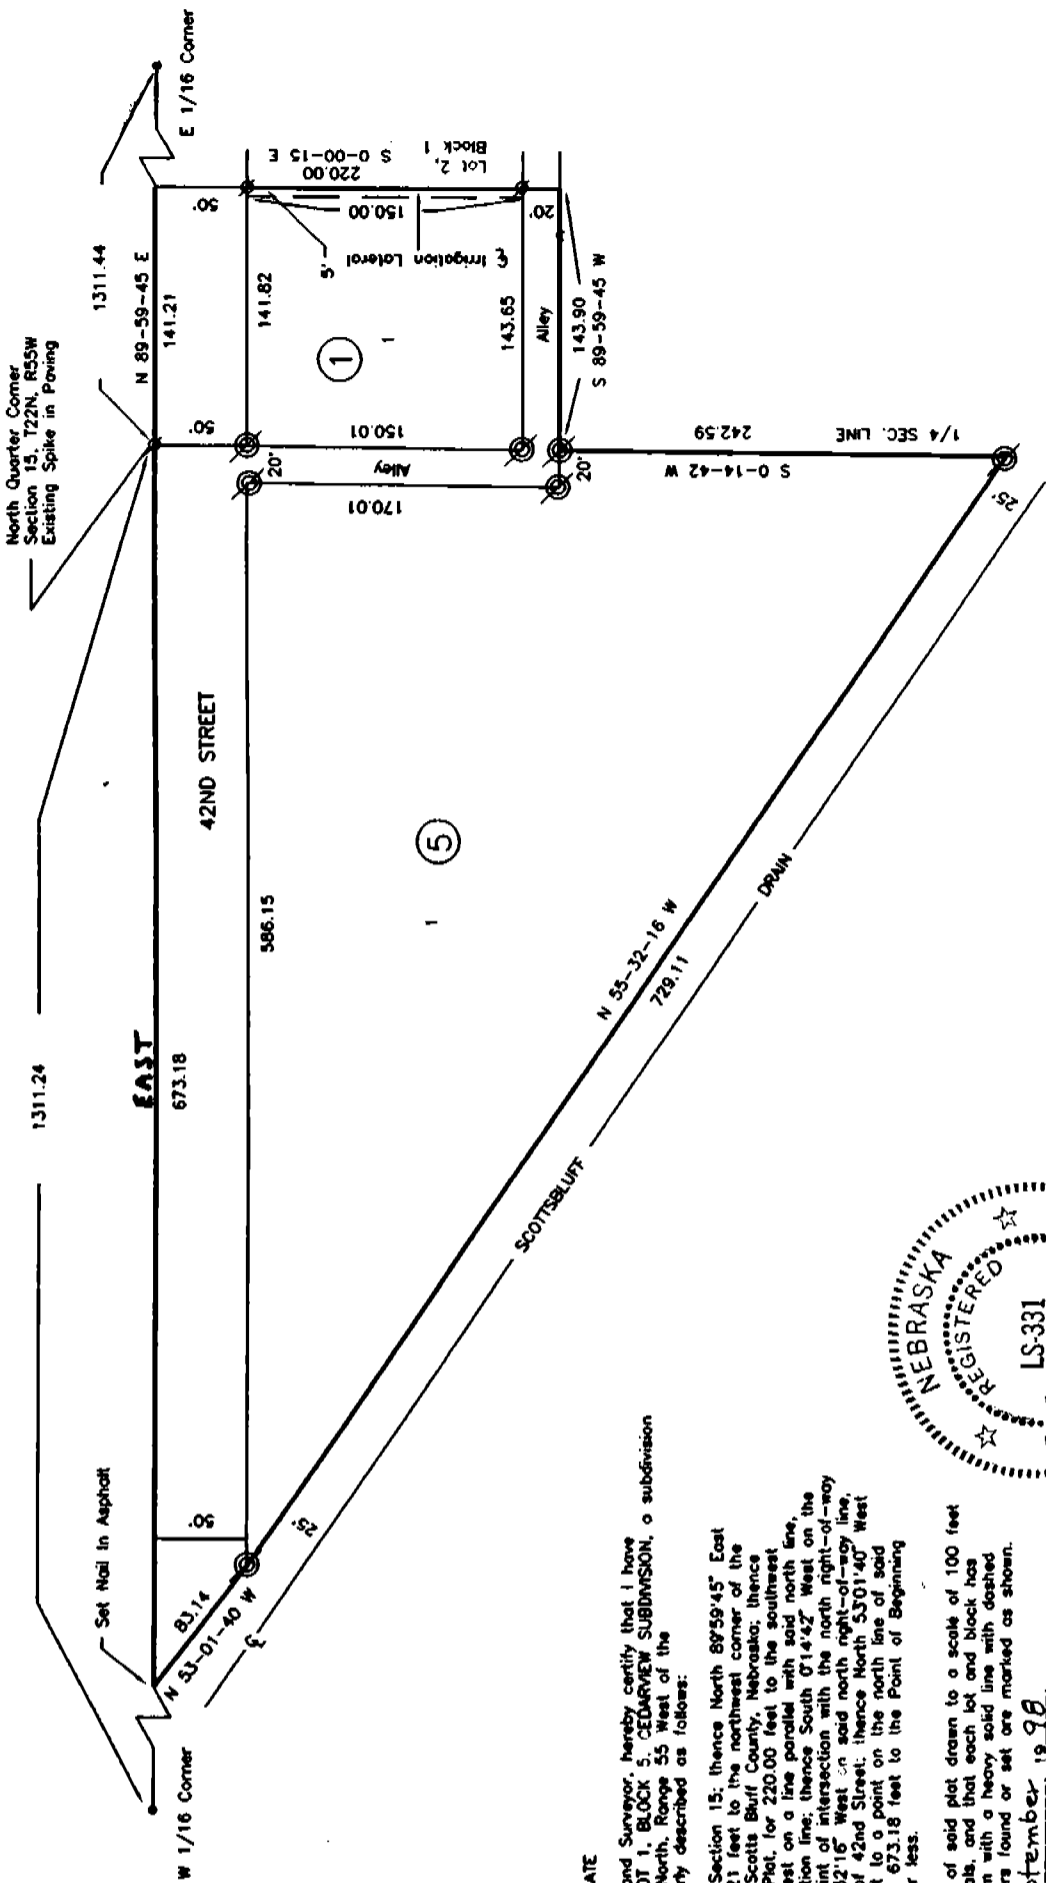 North Quarter Corner
Section 15, T22N, R55W
Existing Spike in Paving
E 1/16 Corner
1311.44
1311.24
N 89-59-45 E
141.21
50'
50'
Lot 2,
Block 1
S 0-00-15 E
220.00
150.00
5'
℄ Irrigation Lateral
141.82
1
1
143.65
20'
Alley
143.90
S 89-59-45 W
150.01
Alley
20'
170.01
20'
242.59
S 0-14-42 W
1/4 SEC. LINE
25'
42ND STREET
EAST
673.18
586.15
5
1
N 55-32-16 W
729.11
SCOTTSBLUFF
DRAIN
Set Nail In Asphalt
50'
83.14
N 53-01-40 W
℄
25'
W 1/16 Corner
ATE
ond Surveyor, hereby certify that I have
OT 1, BLOCK 5, CEDARVIEW SUBDIVISION, a subdivision
North, Range 55 West of the
rly described as follows:
Section 15; thence North 89°59'45" East
21 feet to the northwest corner of the
Scotts Bluff County, Nebraska; thence
Plat, for 220.00 feet to the southwest
est on a line parallel with said north line,
tion line; thence South 0°14'42" West on the
int of intersection with the north right-of-way
32'16" West on said north right-of-way line,
of 42nd Street; thence North 53°01'40" West
t to a point on the north line of said
673.18 feet to the Point of Beginning
r less.
of said plat drawn to a scale of 100 feet
als, and that each lot and block has
n with a heavy solid line with dashed
rs found or set are marked as shown.
ptember 1998
NEBRASKA
REGISTERED
LS-331